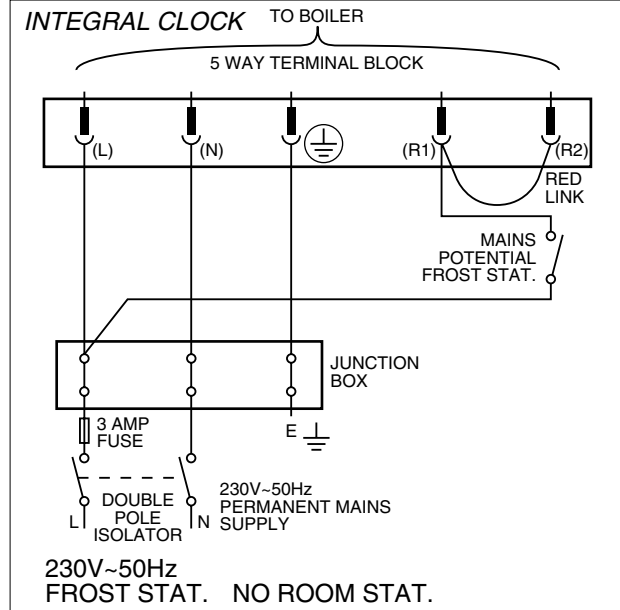 INTEGRAL CLOCK
TO BOILER
5 WAY TERMINAL BLOCK
(L)
(N)
(R1)
(R2)
RED
LINK
MAINS
POTENTIAL
FROST STAT.
JUNCTION
BOX
3 AMP
FUSE
E
DOUBLE
POLE
ISOLATOR
L
N
230V~50Hz
PERMANENT MAINS
SUPPLY
230V~50Hz
FROST STAT. NO ROOM STAT.